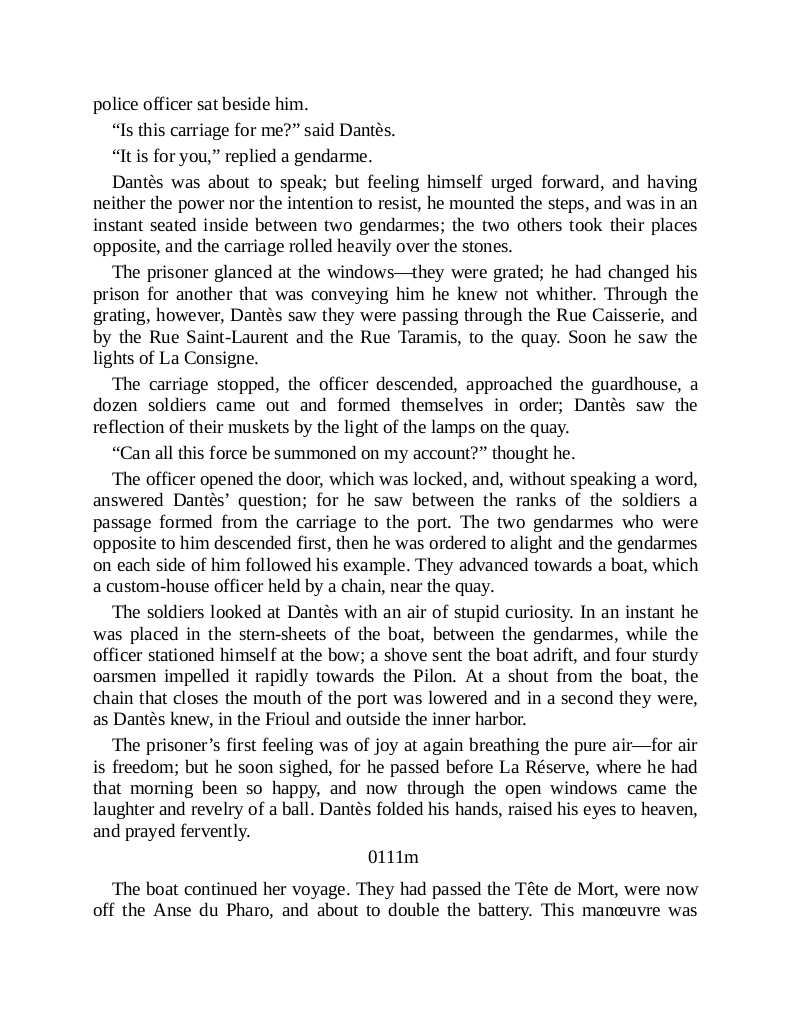 police officer sat beside him.
“Is this carriage for me?” said Dantès.
“It is for you,” replied a gendarme.
Dantès was about to speak; but feeling himself urged forward, and having
neither the power nor the intention to resist, he mounted the steps, and was in an
instant seated inside between two gendarmes; the two others took their places
opposite, and the carriage rolled heavily over the stones.
The prisoner glanced at the windows—they were grated; he had changed his
prison for another that was conveying him he knew not whither. Through the
grating, however, Dantès saw they were passing through the Rue Caisserie, and
by the Rue Saint-Laurent and the Rue Taramis, to the quay. Soon he saw the
lights of La Consigne.
The carriage stopped, the officer descended, approached the guardhouse, a
dozen soldiers came out and formed themselves in order; Dantès saw the
reflection of their muskets by the light of the lamps on the quay.
“Can all this force be summoned on my account?” thought he.
The officer opened the door, which was locked, and, without speaking a word,
answered Dantès’ question; for he saw between the ranks of the soldiers a
passage formed from the carriage to the port. The two gendarmes who were
opposite to him descended first, then he was ordered to alight and the gendarmes
on each side of him followed his example. They advanced towards a boat, which
a custom-house officer held by a chain, near the quay.
The soldiers looked at Dantès with an air of stupid curiosity. In an instant he
was placed in the stern-sheets of the boat, between the gendarmes, while the
officer stationed himself at the bow; a shove sent the boat adrift, and four sturdy
oarsmen impelled it rapidly towards the Pilon. At a shout from the boat, the
chain that closes the mouth of the port was lowered and in a second they were,
as Dantès knew, in the Frioul and outside the inner harbor.
The prisoner’s first feeling was of joy at again breathing the pure air—for air
is freedom; but he soon sighed, for he passed before La Réserve, where he had
that morning been so happy, and now through the open windows came the
laughter and revelry of a ball. Dantès folded his hands, raised his eyes to heaven,
and prayed fervently.
0111m
The boat continued her voyage. They had passed the Tête de Mort, were now
off the Anse du Pharo, and about to double the battery. This manœuvre was